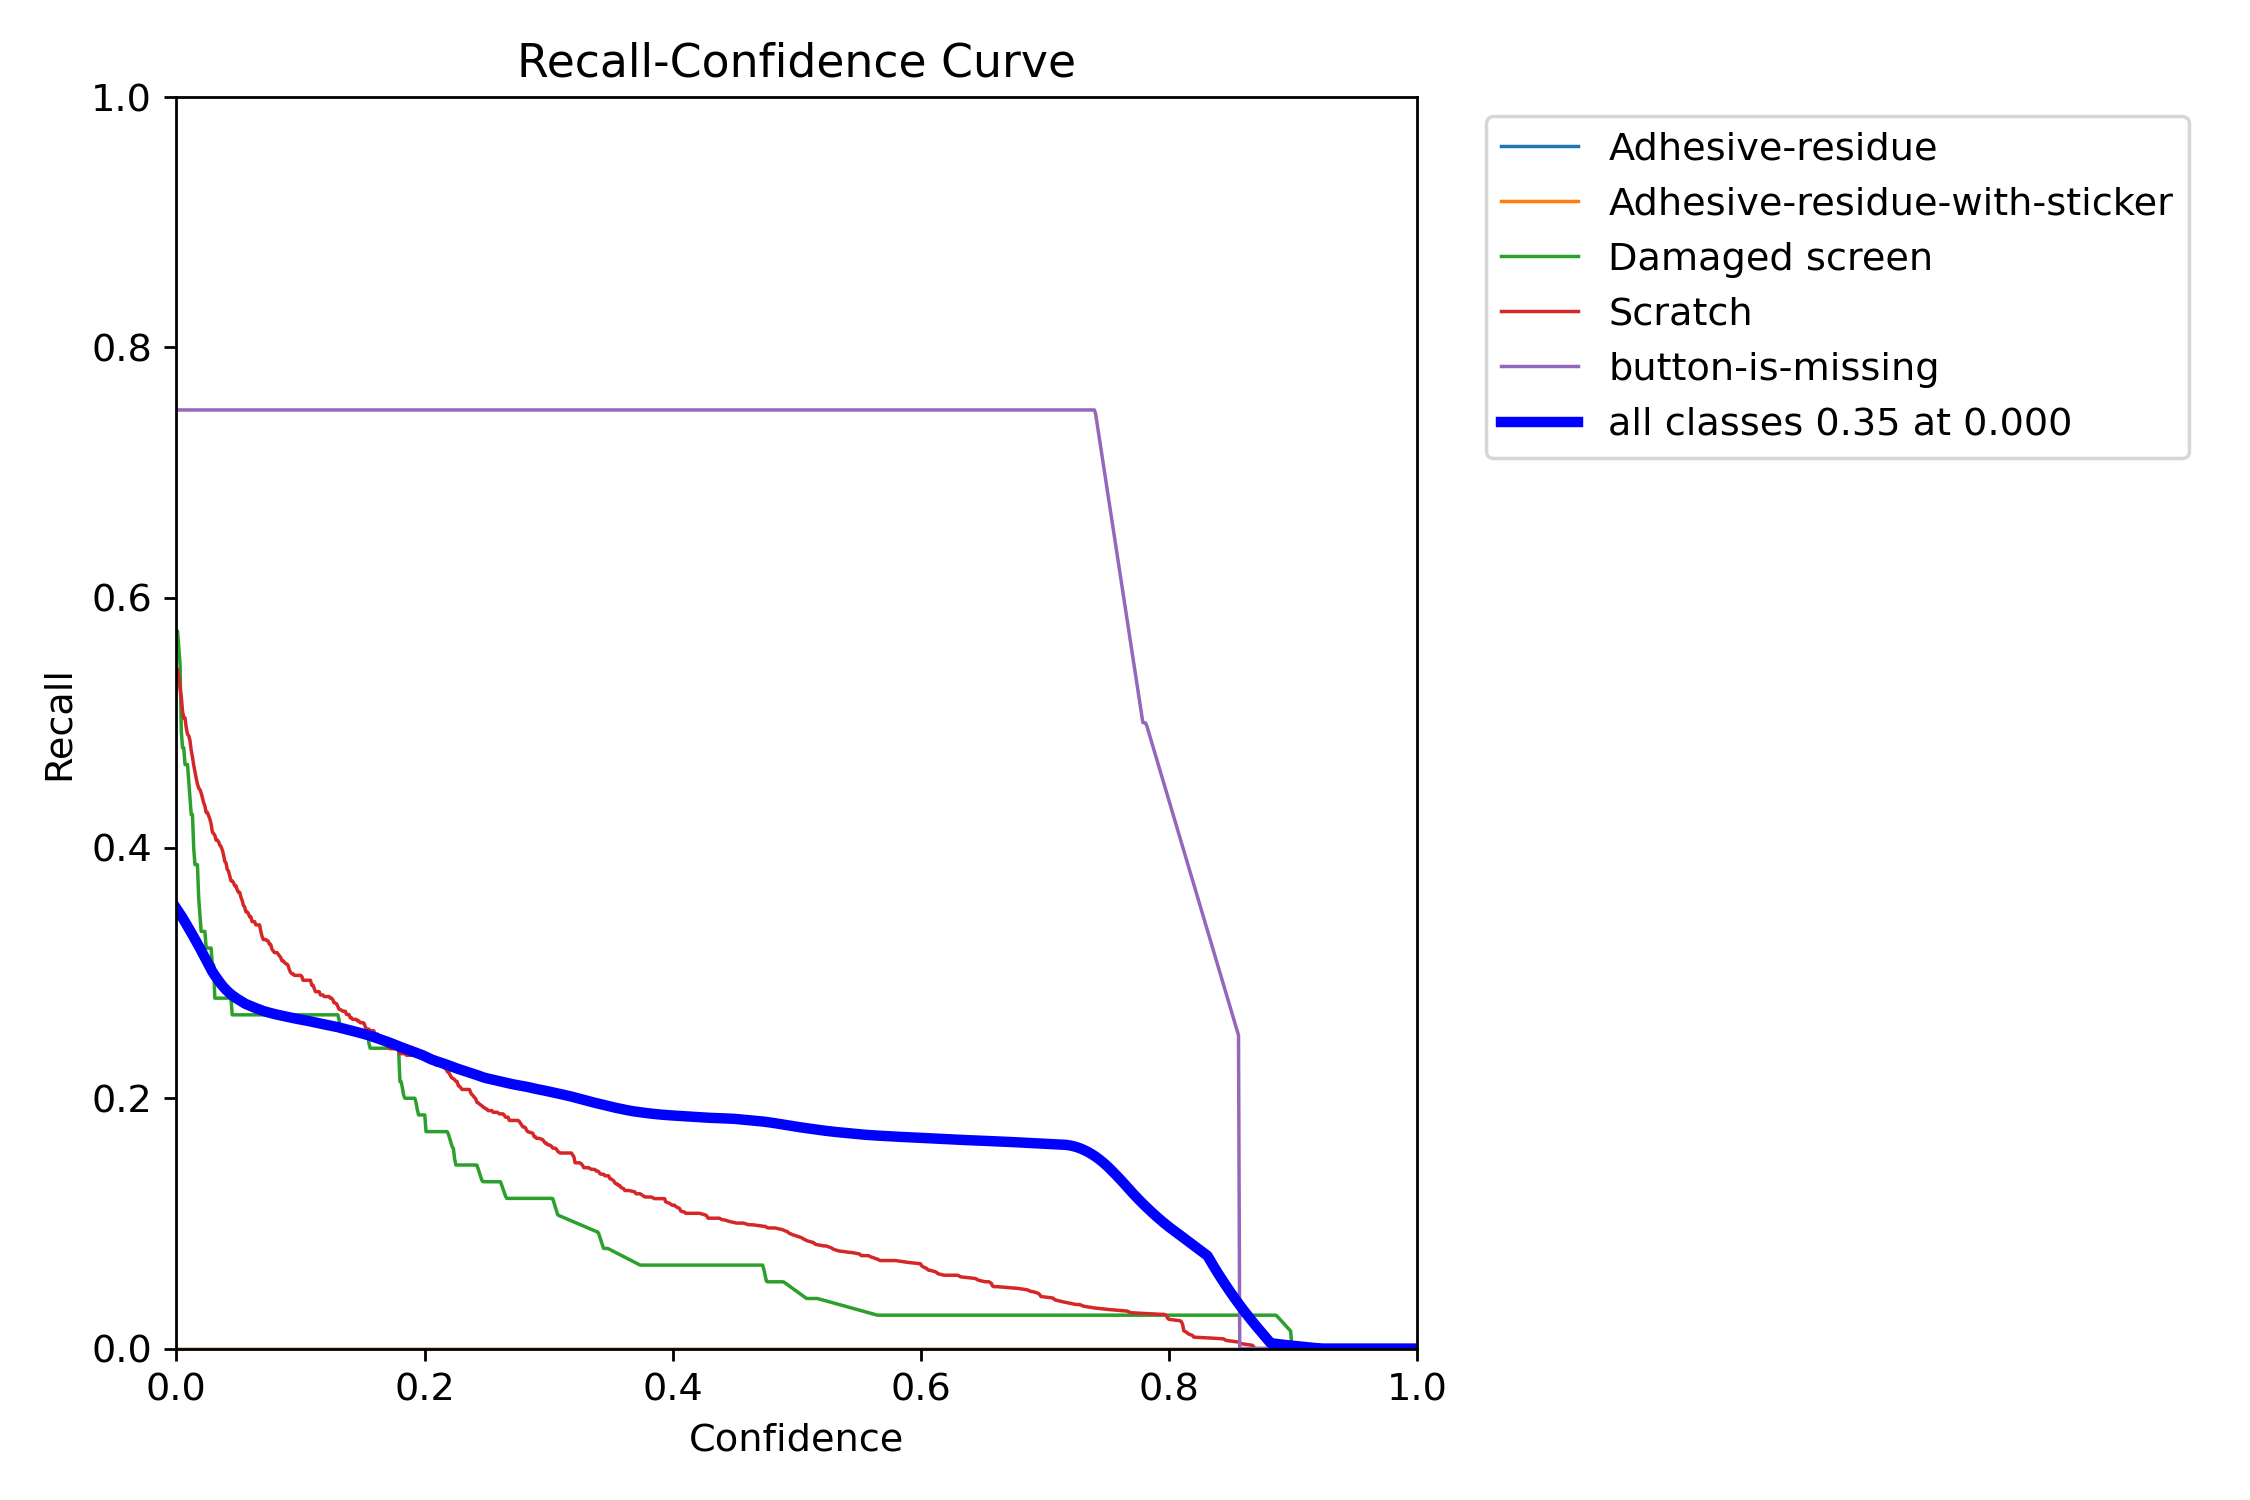 Recall-Confidence Curve
1.0
0.8
0.6
0.4
0.2
0.0
Recall
0.0 0.2 0.4 0.6 0.8 1.0
Confidence
Adhesive-residue
Adhesive-residue-with-sticker
Damaged screen
Scratch
button-is-missing
all classes 0.35 at 0.000